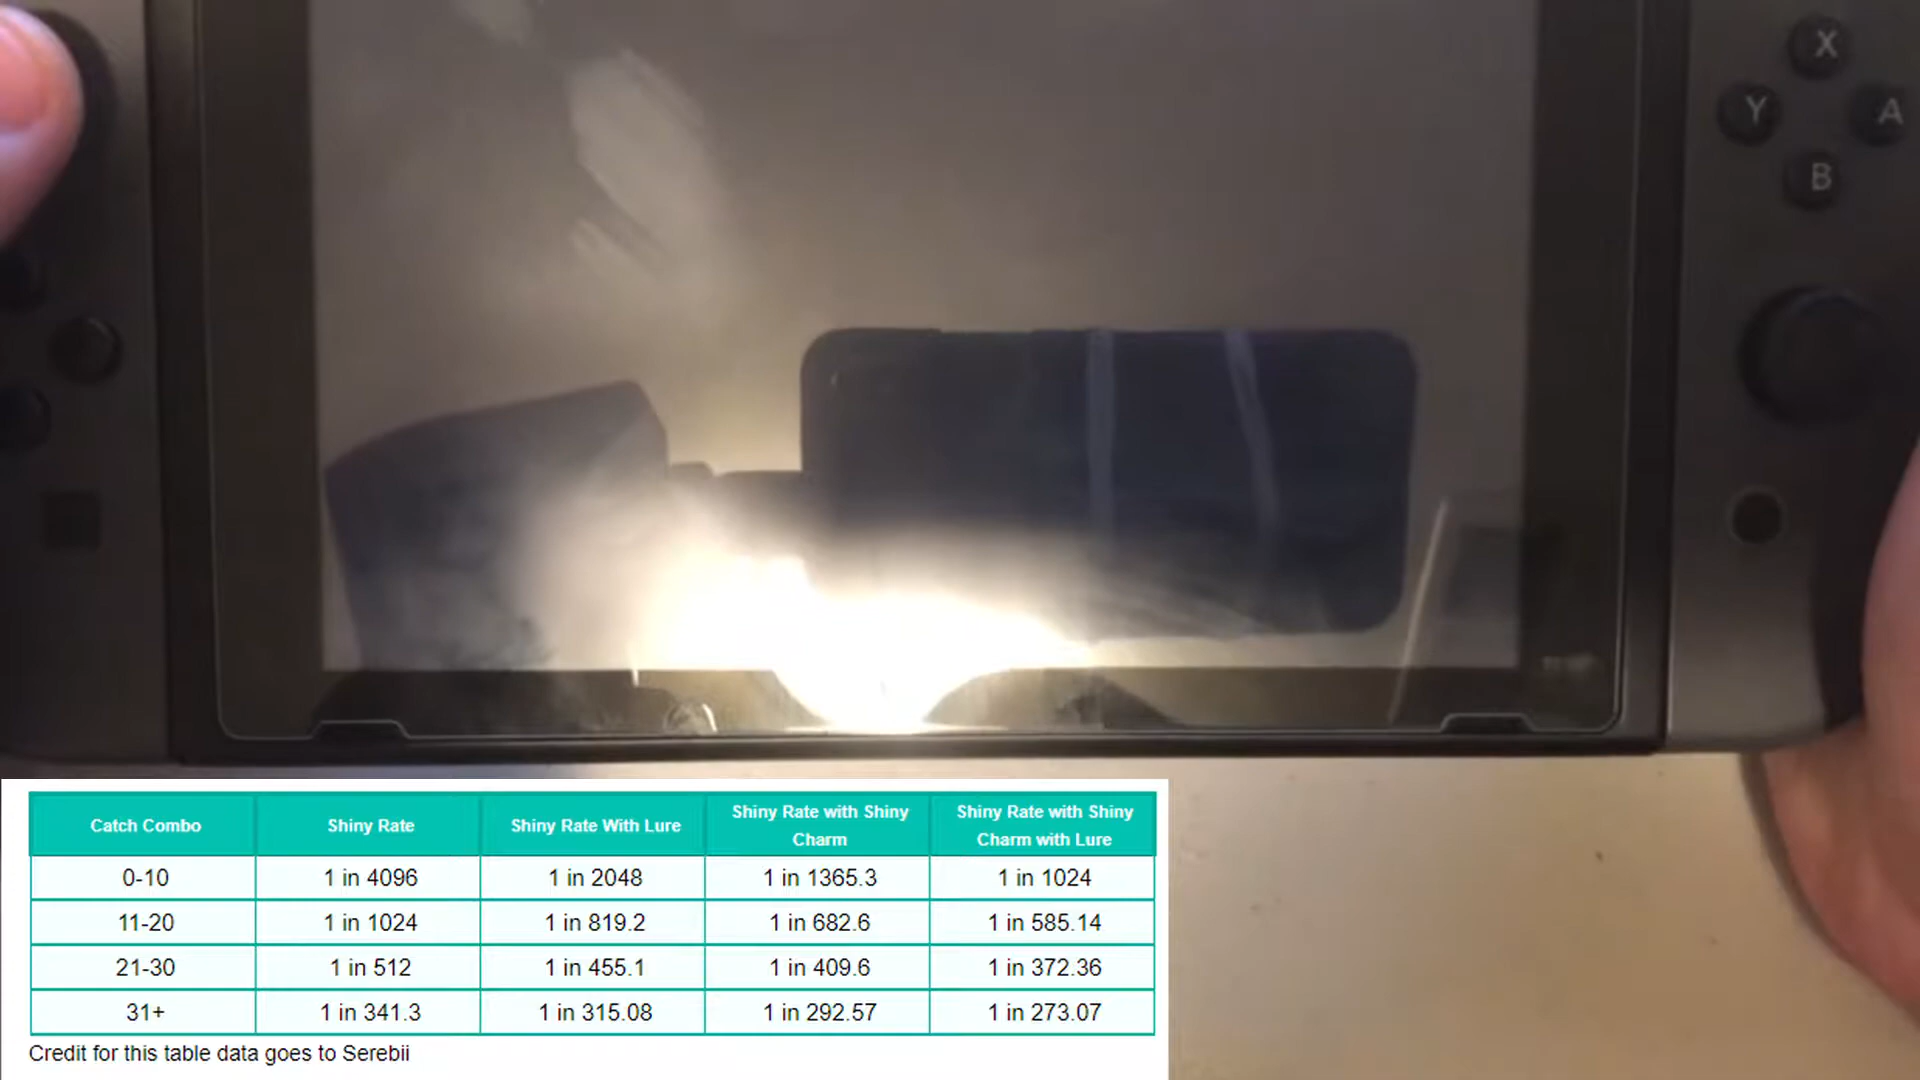 X
Y
A
B
Catch Combo Shiny Rate Shiny Rate With Lure Shiny Rate with Shiny Charm Shiny Rate with Shiny Charm with Lure
0-10 1 in 4096 1 in 2048 1 in 1365.3 1 in 1024
11-20 1 in 1024 1 in 819.2 1 in 682.6 1 in 585.14
21-30 1 in 512 1 in 455.1 1 in 409.6 1 in 372.36
31+ 1 in 341.3 1 in 315.08 1 in 292.57 1 in 273.07
Credit for this table data goes to Serebii